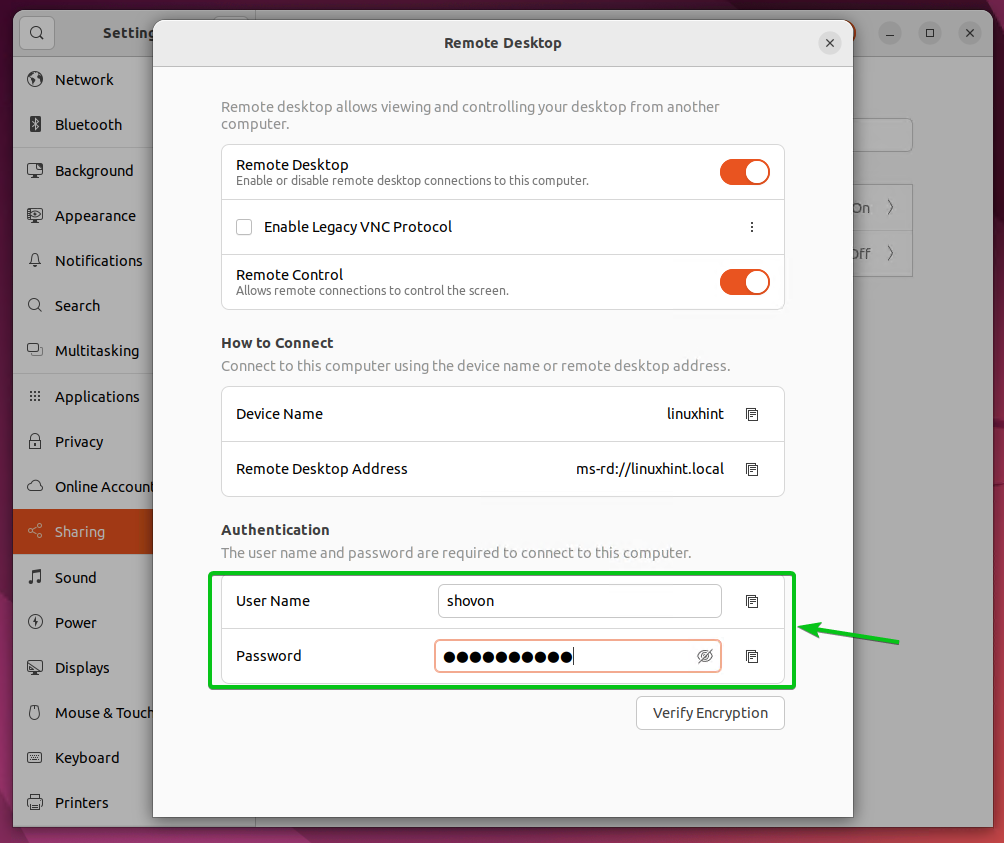 Setting
Remote Desktop
Network
Bluetooth
Background
Appearance
Notifications
Search
Multitasking
Applications
Privacy
Online Account
Sharing
Sound
Power
Displays
Mouse & Touch
Keyboard
Printers
Remote desktop allows viewing and controlling your desktop from another
computer.
Remote Desktop
Enable or disable remote desktop connections to this computer.
Enable Legacy VNC Protocol
Remote Control
Allows remote connections to control the screen.
How to Connect
Connect to this computer using the device name or remote desktop address.
Device Name linuxhint
Remote Desktop Address ms-rd://linuxhint.local
Authentication
The user name and password are required to connect to this computer.
User Name shovon
Password ●●●●●●●●●●
Verify Encryption
On
Off